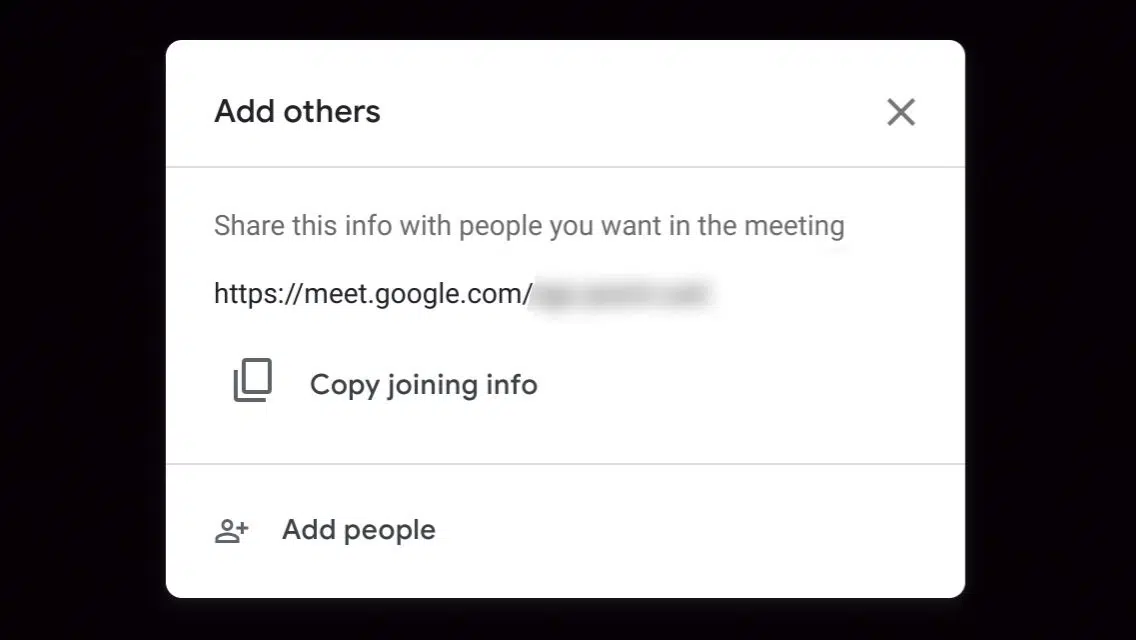 Add others
Share this info with people you want in the meeting
https://meet.google.com/
Copy joining info
Add people